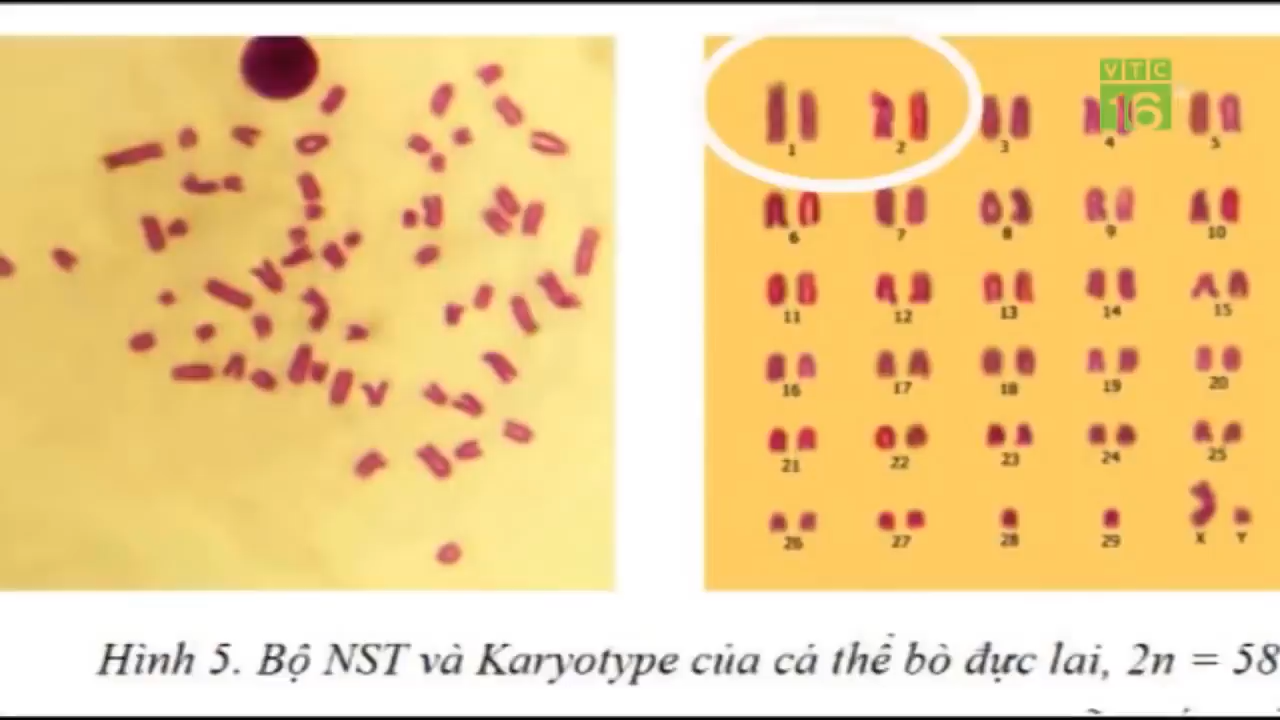 VTC
16
1 2 3 4 5
6 7 8 9 10
11 12 13 14 15
16 17 18 19 20
21 22 23 24 25
26 27 28 29 X Y
Hình 5. Bộ NST và Karyotype của cá thể bò đực lai, 2n = 58